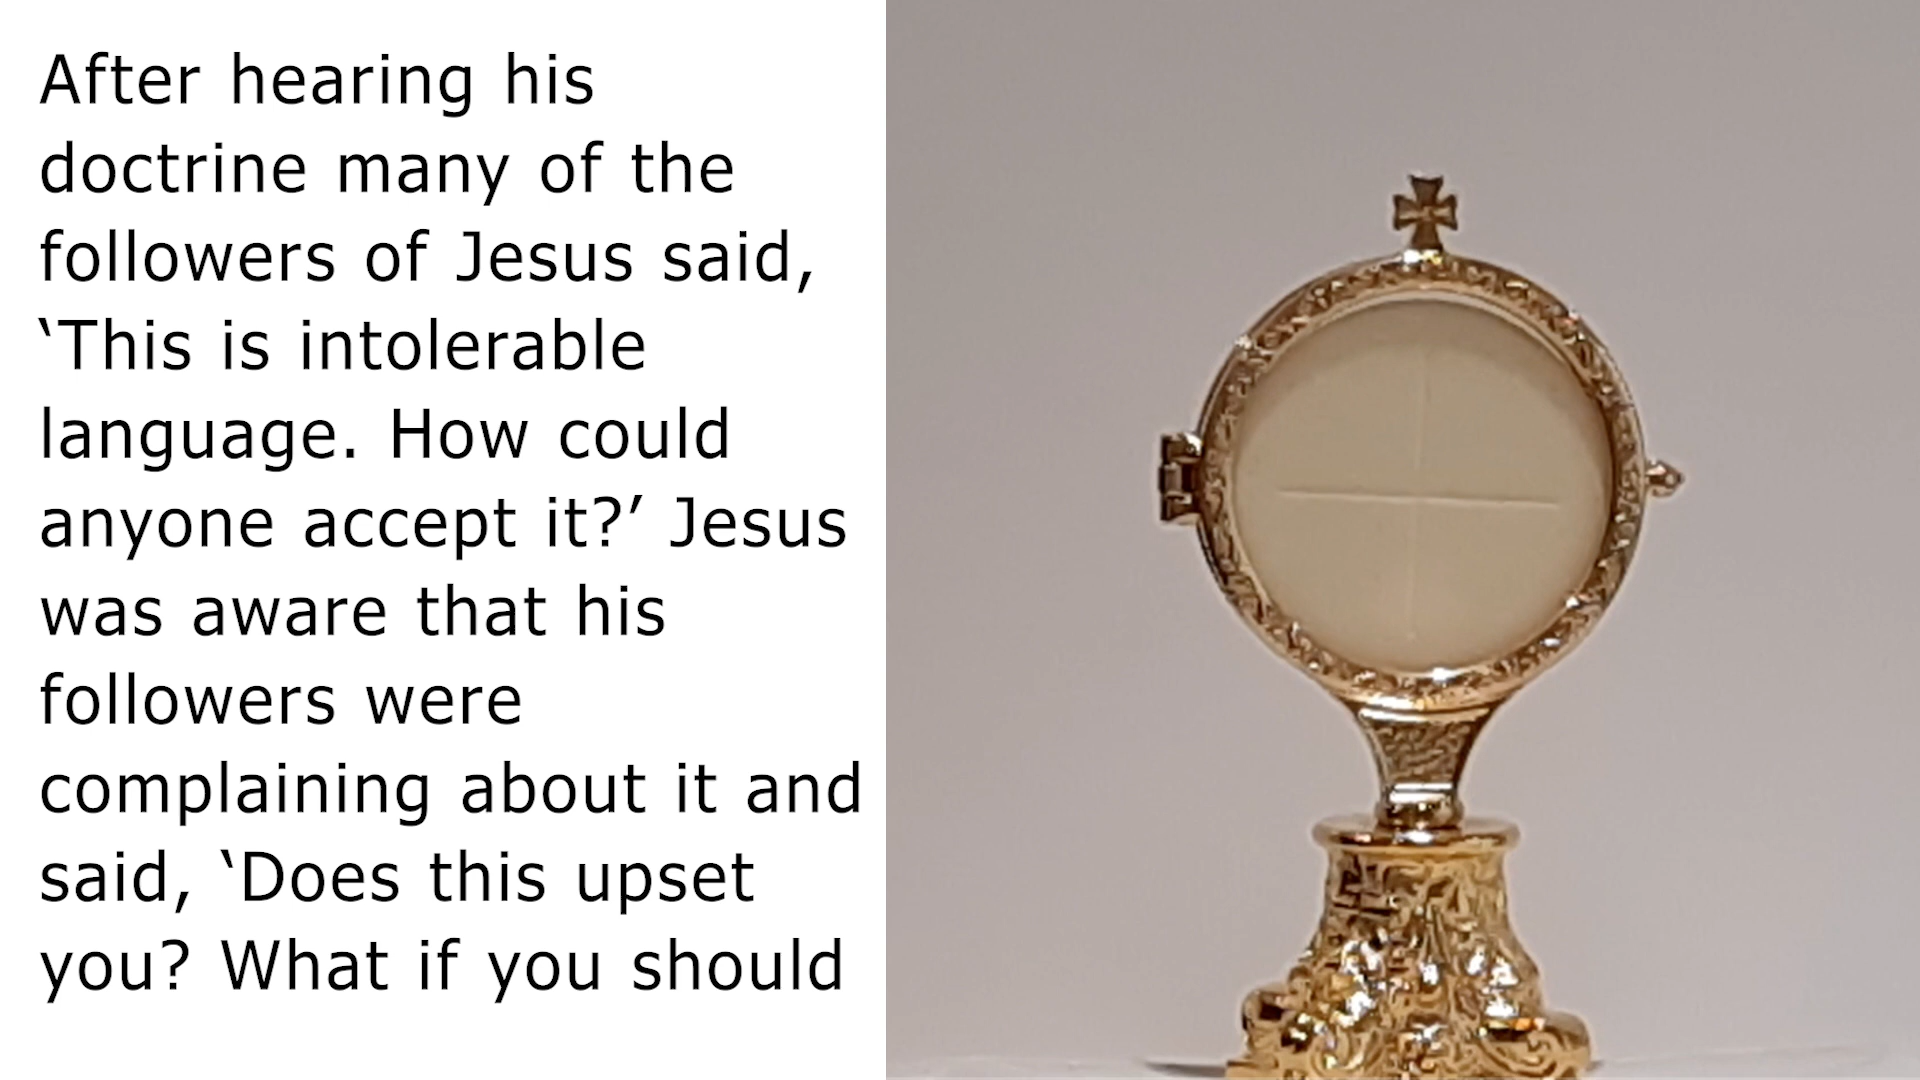 After hearing his
doctrine many of the
followers of Jesus said,
‘This is intolerable
language. How could
anyone accept it?’ Jesus
was aware that his
followers were
complaining about it and
said, ‘Does this upset
you? What if you should